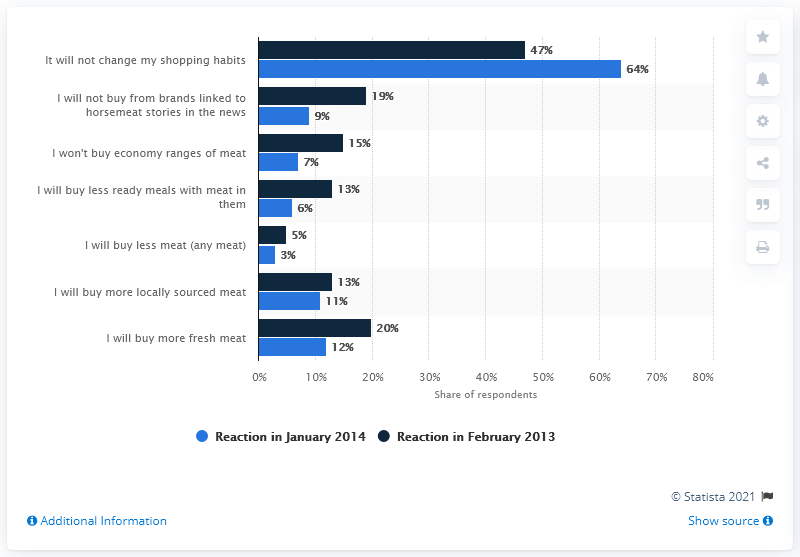 It will not change my shopping habits
47%
64%
I will not buy from brands linked to
horsemeat stories in the news
19%
9%
I won't buy economy ranges of meat
15%
7%
I will buy less ready meals with meat in
them
13%
6%
I will buy less meat (any meat)
5%
3%
I will buy more locally sourced meat
13%
11%
I will buy more fresh meat
20%
12%
0% 10% 20% 30% 40% 50% 60% 70% 80%
Share of respondents
Reaction in January 2014 Reaction in February 2013
© Statista 2021
Additional Information Show source